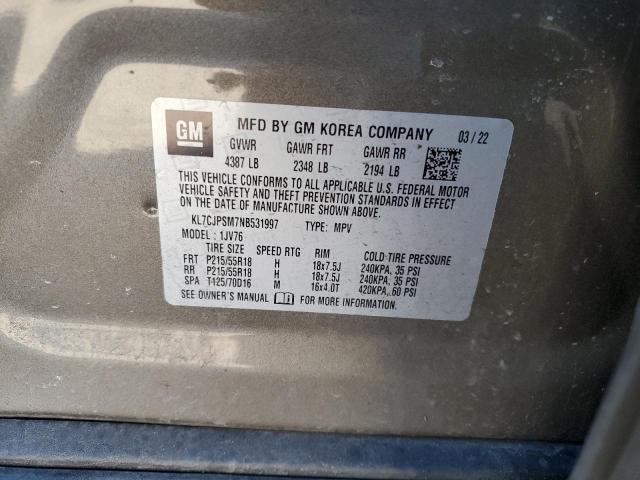 GM MFD BY GM KOREA COMPANY 03/22
GVWR GAWR FRT GAWR RR
4387 LB 2348 LB 2194 LB
THIS VEHICLE CONFORMS TO ALL APPLICABLE U.S. FEDERAL MOTOR
VEHICLE SAFETY AND THEFT PREVENTION STANDARDS IN EFFECT
ON THE DATE OF MANUFACTURE SHOWN ABOVE.
KL7CJPSM7NB531997 TYPE: MPV
MODEL: 1JV76
TIRE SIZE SPEED RTG RIM COLD TIRE PRESSURE
FRT P215/55R18 H 18x7.5J 240KPA, 35 PSI
RR P215/55R18 H 18x7.5J 240KPA, 35 PSI
SPA T125/70D16 M 16x4.0T 420KPA, 60 PSI
SEE OWNER'S MANUAL FOR MORE INFORMATION.